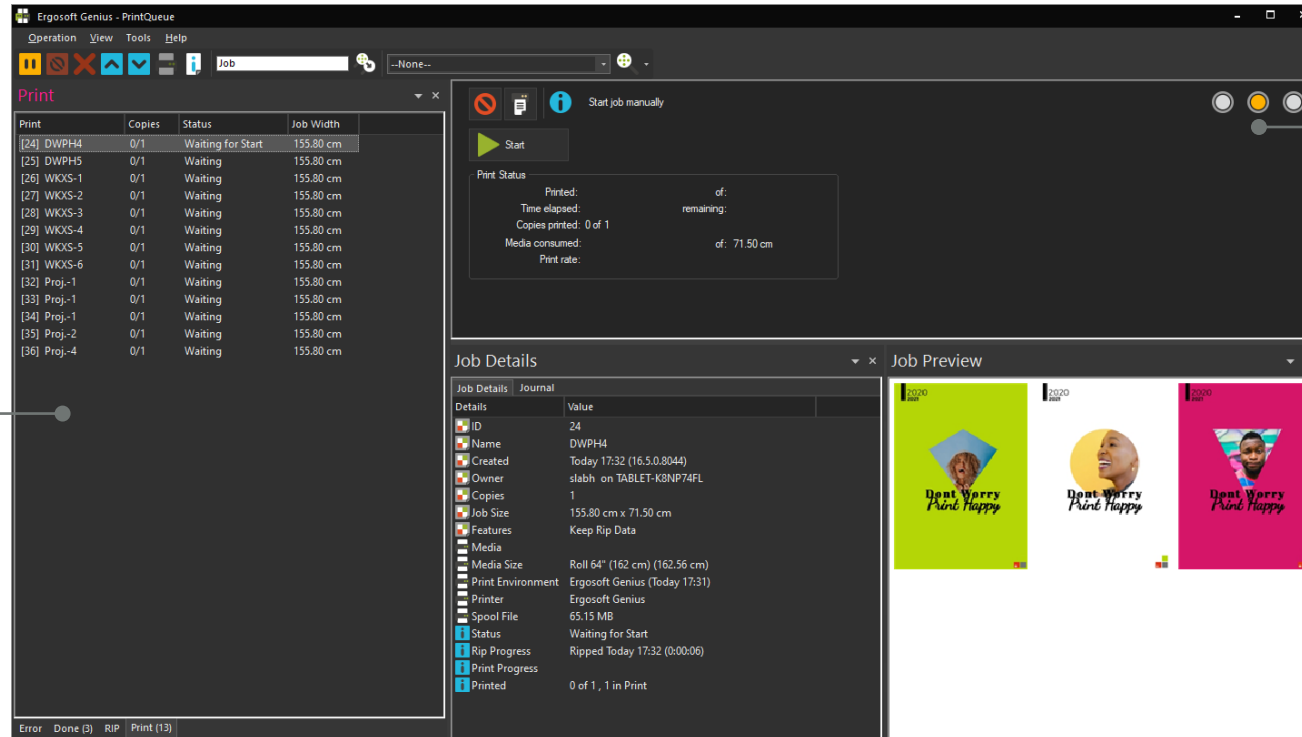 Ergosoft Genius - PrintQueue
Operation View Tools Help
Job
--None--
Print
Print Copies Status Job Width
[24] DWPH4 0/1 Waiting for Start 155.80 cm
[25] DWPH5 0/1 Waiting 155.80 cm
[26] WKXS-1 0/1 Waiting 155.80 cm
[27] WKXS-2 0/1 Waiting 155.80 cm
[28] WKXS-3 0/1 Waiting 155.80 cm
[29] WKXS-4 0/1 Waiting 155.80 cm
[30] WKXS-5 0/1 Waiting 155.80 cm
[31] WKXS-6 0/1 Waiting 155.80 cm
[32] Proj.-1 0/1 Waiting 155.80 cm
[33] Proj.-1 0/1 Waiting 155.80 cm
[34] Proj.-1 0/1 Waiting 155.80 cm
[35] Proj.-2 0/1 Waiting 155.80 cm
[36] Proj.-4 0/1 Waiting 155.80 cm
Error Done (3) RIP Print (13)
Start job manually
Start
Print Status
Printed: of:
Time elapsed: remaining:
Copies printed: 0 of 1
Media consumed: of: 71.50 cm
Print rate:
Job Details
Job Details Journal
Details Value
ID 24
Name DWPH4
Created Today 17:32 (16.5.0.8044)
Owner slabh on TABLET-K8NP74FL
Copies 1
Job Size 155.80 cm x 71.50 cm
Features Keep Rip Data
Media
Media Size Roll 64" (162 cm) (162.56 cm)
Print Environment Ergosoft Genius (Today 17:31)
Printer Ergosoft Genius
Spool File 65.15 MB
Status Waiting for Start
Rip Progress Ripped Today 17:32 (0:00:06)
Print Progress
Printed 0 of 1 , 1 in Print
Job Preview
2020
2021
Dont Worry
Print Happy
2020
2021
Dont Worry
Print Happy
2020
2021
Dont Worry
Print Happy